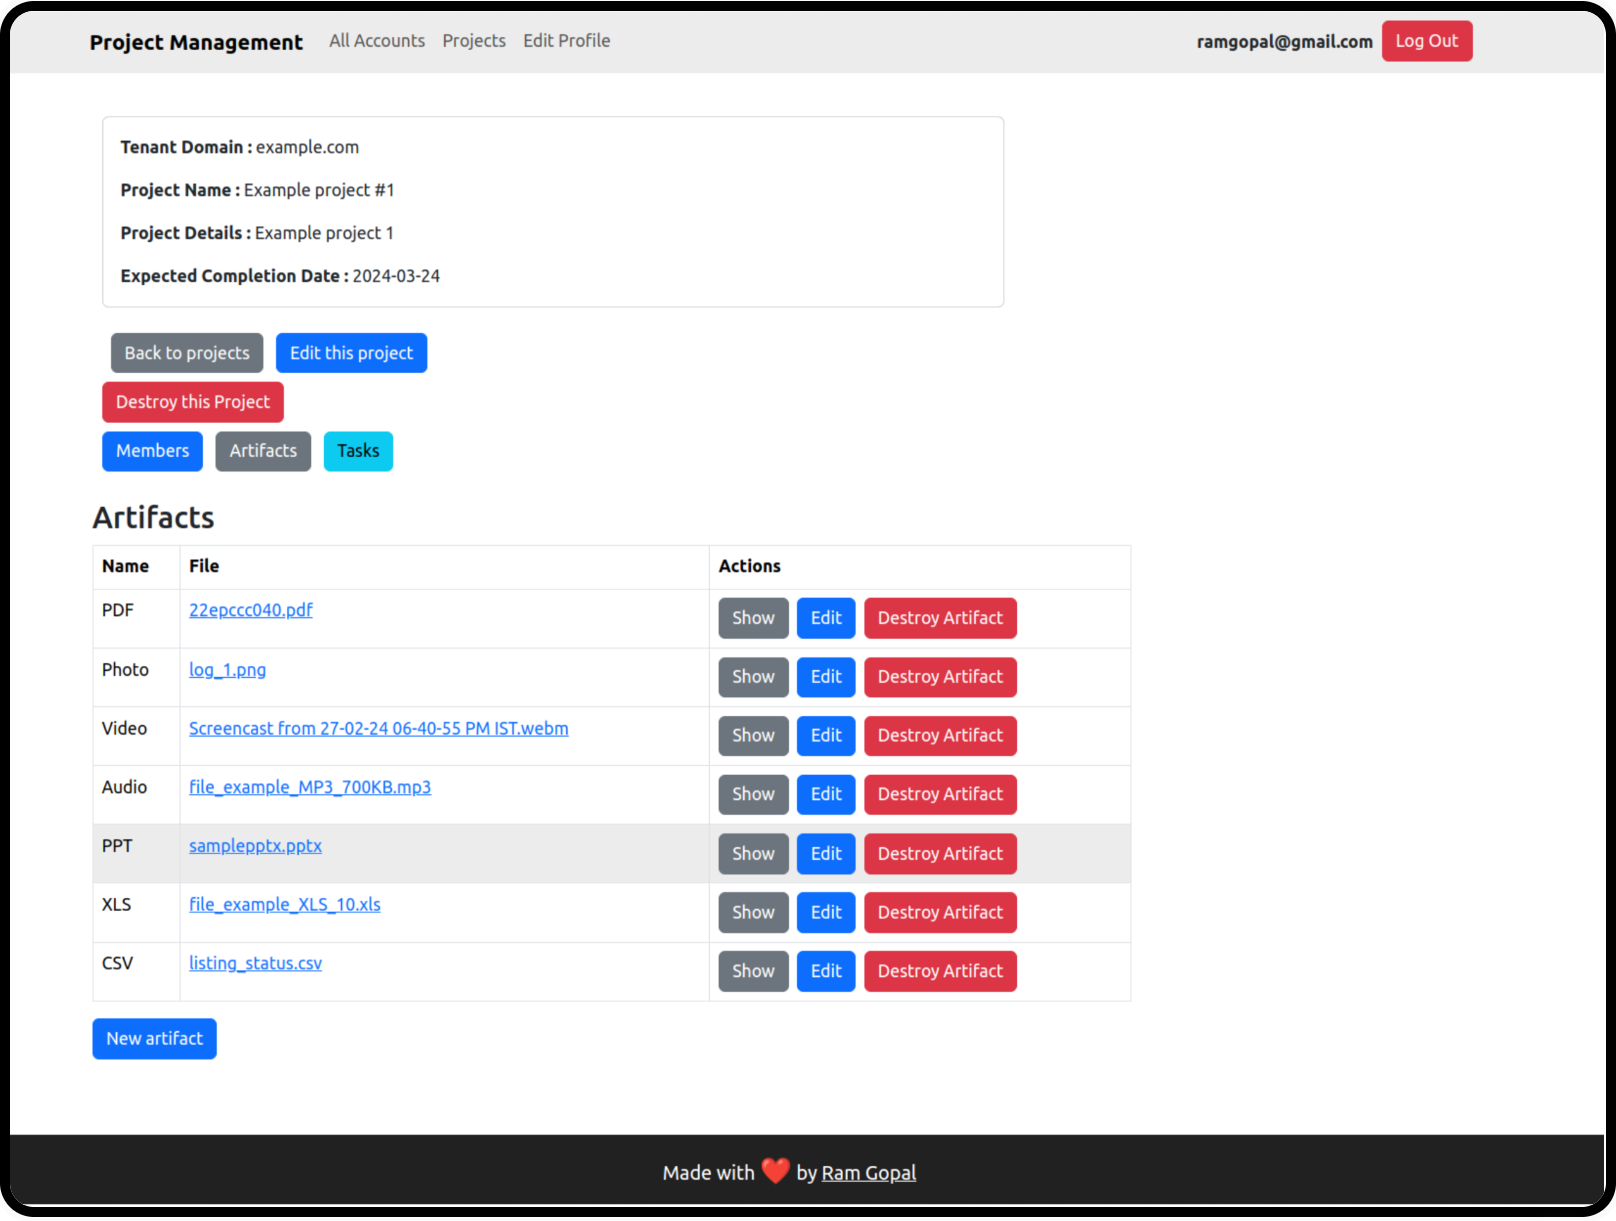 Project Management All Accounts Projects Edit Profile ramgopal@gmail.com Log Out
Tenant Domain : example.com
Project Name : Example project #1
Project Details : Example project 1
Expected Completion Date : 2024-03-24
Back to projects Edit this project
Destroy this Project
Members Artifacts Tasks
Artifacts
Name File Actions
PDF 22epccc040.pdf Show Edit Destroy Artifact
Photo log_1.png Show Edit Destroy Artifact
Video Screencast from 27-02-24 06-40-55 PM IST.webm Show Edit Destroy Artifact
Audio file_example_MP3_700KB.mp3 Show Edit Destroy Artifact
PPT samplepptx.pptx Show Edit Destroy Artifact
XLS file_example_XLS_10.xls Show Edit Destroy Artifact
CSV listing_status.csv Show Edit Destroy Artifact
New artifact
Made with ❤️ by Ram Gopal